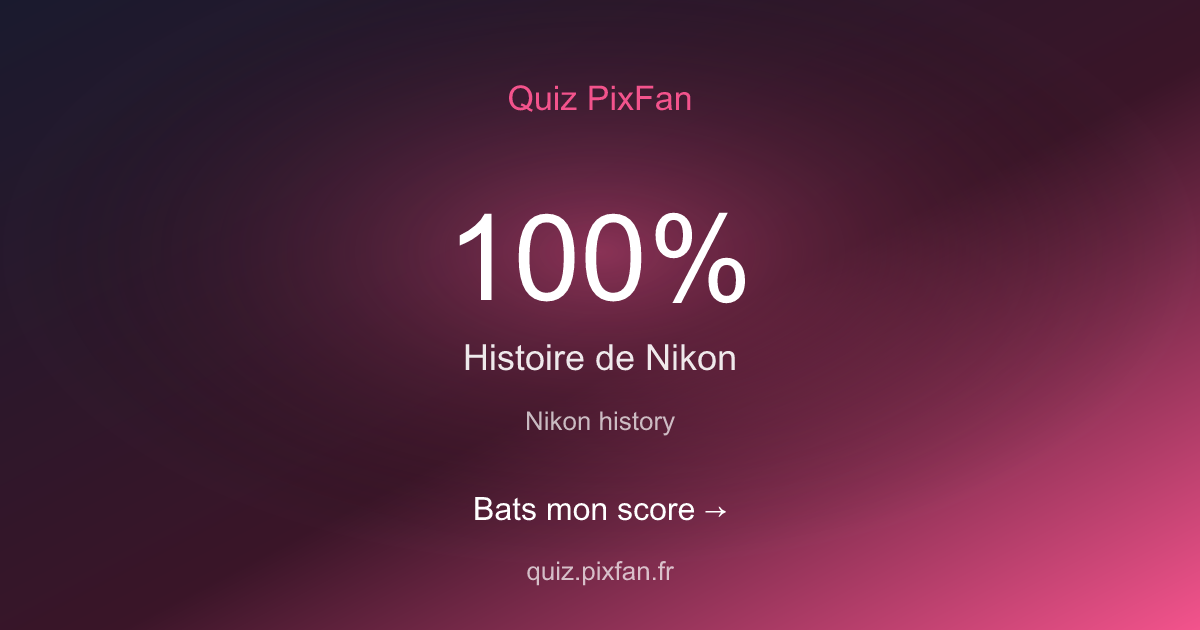 Quiz PixFan
100%
Histoire de Nikon
Nikon history
Bats mon score →
quiz.pixfan.fr